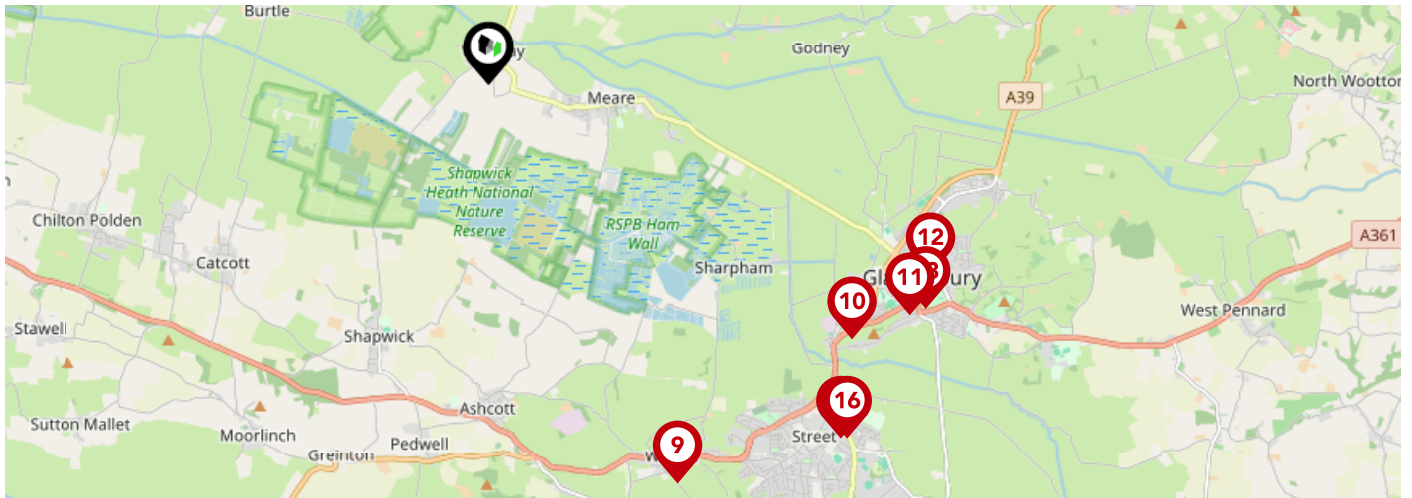 Burtle
Godney
North Wootton
A39
Meare
Shapwick
Heath National
Nature
Reserve
Chilton Polden
RSPB Ham
Wall
12
A361
Catcott
Sharpham
11
10
West Pennard
Stawell
Shapwick
16
Ashcott
Sutton Mallet
Moorlinch
Pedwell
Street
9
Greinton